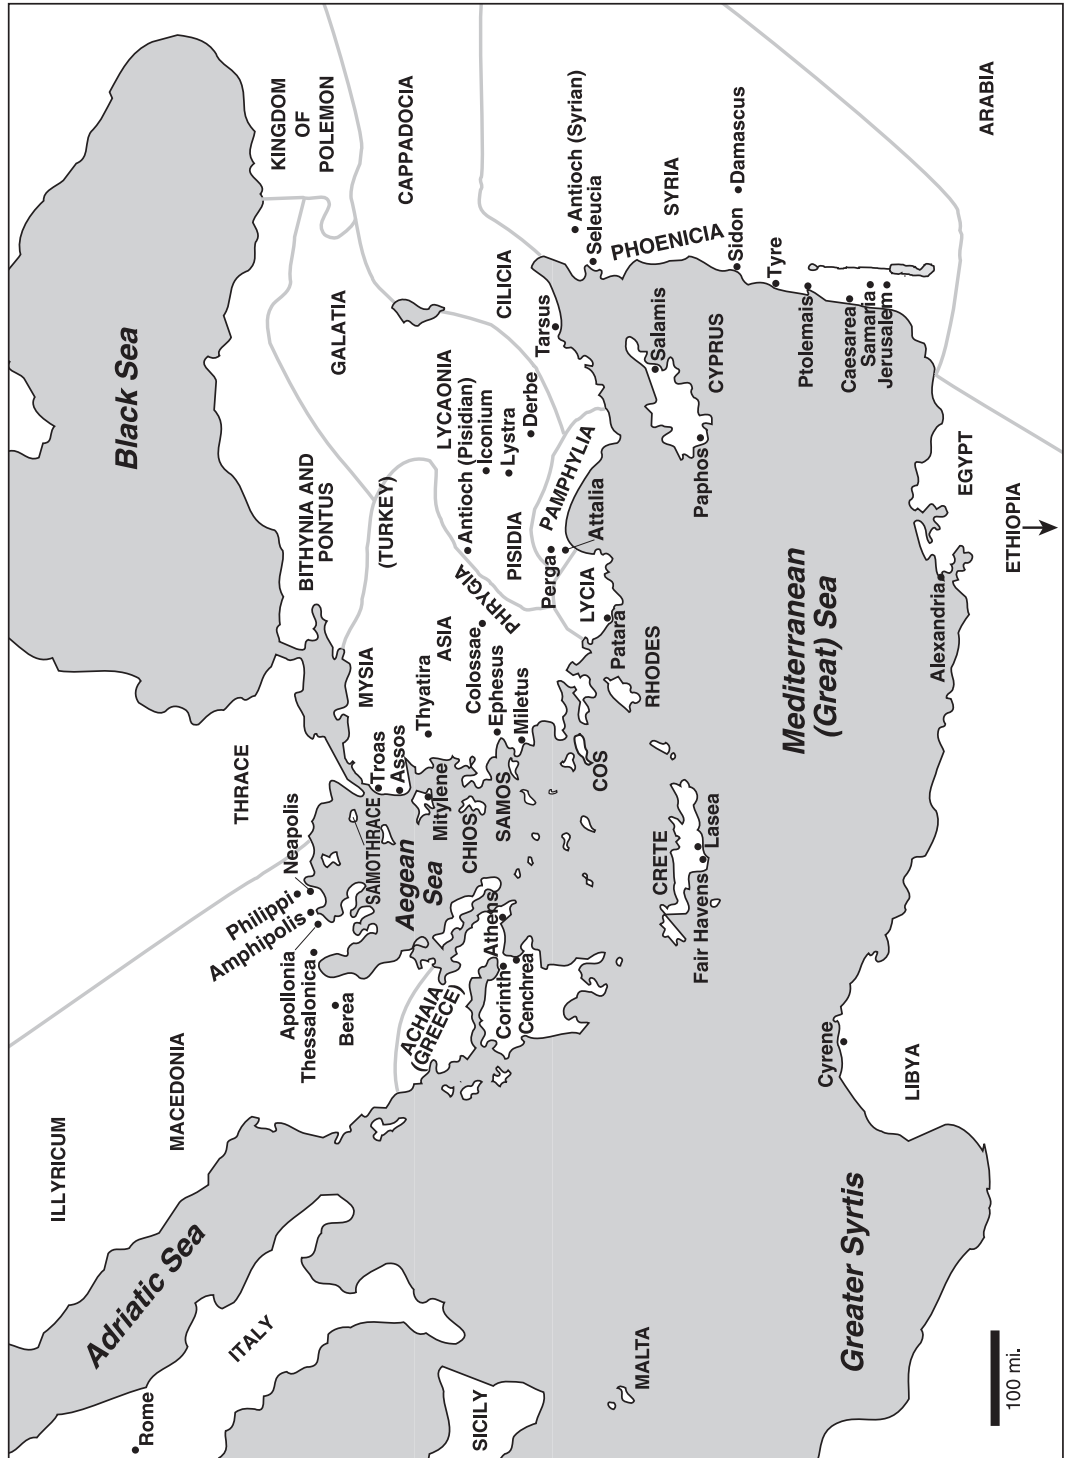 Black Sea
KINGDOM
OF
POLEMON
CAPPADOCIA
GALATIA
BITHYNIA AND
PONTUS
(TURKEY)
LYCAONIA
Antioch (Pisidian)
Iconium
Lystra
Derbe
CILICIA
Tarsus
PISIDIA
PHRYGIA
PAMPHYLIA
Perga
Attalia
LYCIA
Patara
MYSIA
ASIA
Thyatira
Colossae
Ephesus
Miletus
Troas
Assos
Mitylene
CHIOS
SAMOS
COS
RHODES
SAMOTHRACE
Aegean
Sea
THRACE
Neapolis
Philippi
Amphipolis
Apollonia
Thessalonica
Berea
MACEDONIA
ILLYRICUM
ACHAIA
(GREECE)
Athens
Corinth
Cenchrea
CRETE
Lasea
Fair Havens
Adriatic Sea
ITALY
Rome
SICILY
MALTA
Mediterranean
(Great) Sea
Greater Syrtis
Antioch (Syrian)
Seleucia
SYRIA
PHOENICIA
Damascus
Sidon
Tyre
Ptolemais
Caesarea
Samaria
Jerusalem
Salamis
CYPRUS
Paphos
ARABIA
EGYPT
ETHIOPIA
Alexandria
Cyrene
LIBYA
100 mi.